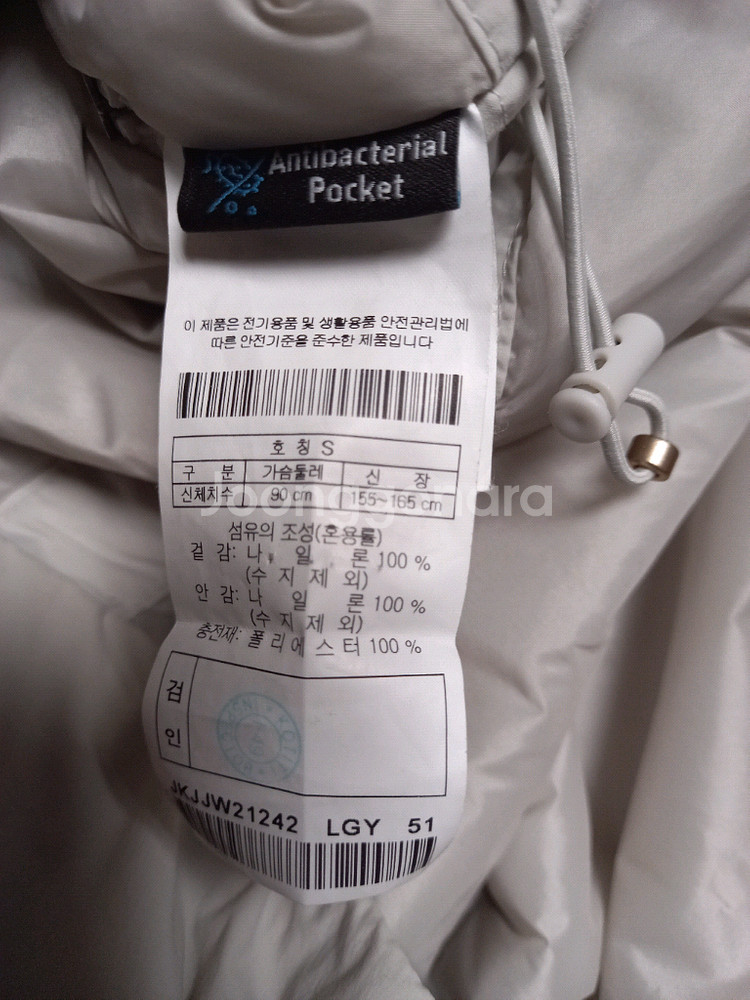 Antibacterial
Pocket
이 제품은 전기용품 및 생활용품 안전관리법에
따른 안전기준을 준수한 제품입니다
호 칭 S
구 분 가슴둘레 신 장
신체치수 90 cm 155~165 cm
Joonggonara
섬유의 조성(혼용률)
겉 감: 나 일 론 100 %
(수 지 제 외)
안 감: 나 일 론 100 %
(수 지 제 외)
충전재: 폴 리 에 스 터 100 %
검
인
JKJJW21242 LGY 51